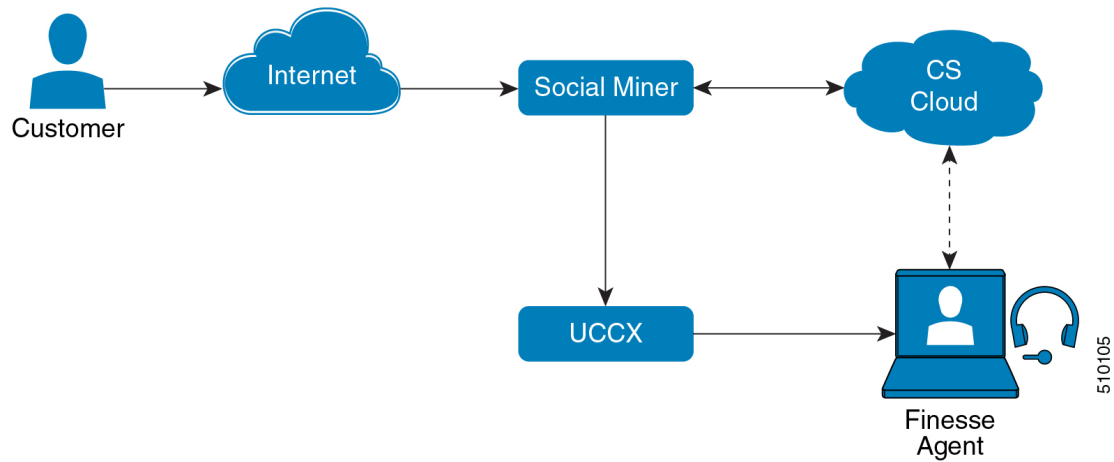 Internet
Social Miner
CS
Cloud
Customer
UCCX
510105
Finesse
Agent